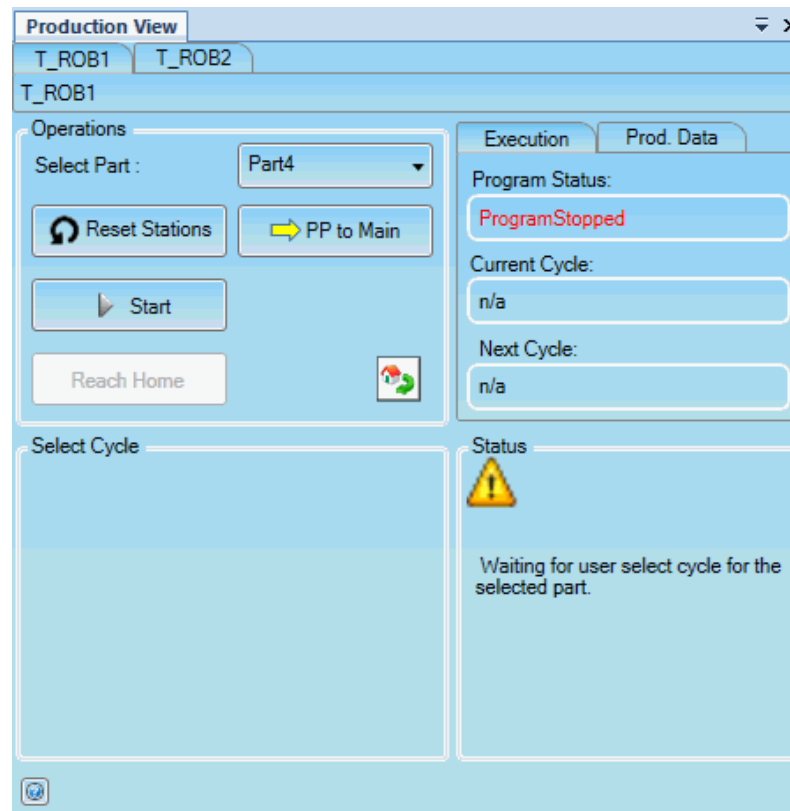 Production View
T_ROB1
T_ROB2
T_ROB1
Operations
Select Part :
Part4
Reset Stations
PP to Main
Start
Reach Home
Execution
Prod. Data
Program Status:
ProgramStopped
Current Cycle:
n/a
Next Cycle:
n/a
Select Cycle
Status
Waiting for user select cycle for the
selected part.